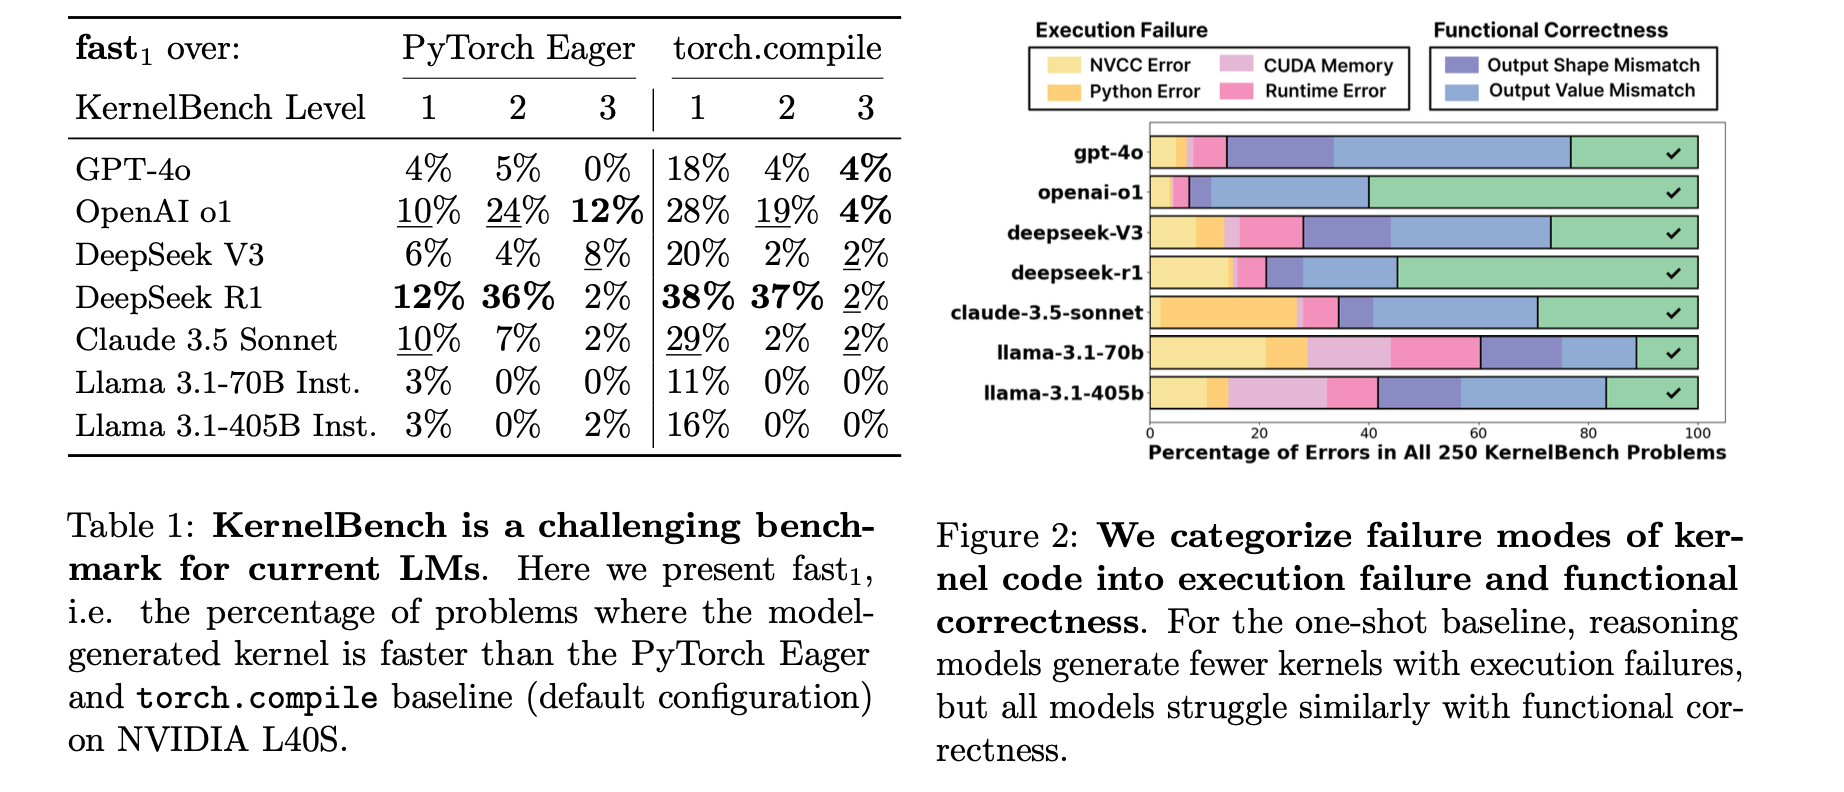 fast1 over: PyTorch Eager torch.compile
KernelBench Level 1 2 3 1 2 3
GPT-4o 4% 5% 0% 18% 4% 4%
OpenAI o1 10% 24% 12% 28% 19% 4%
DeepSeek V3 6% 4% 8% 20% 2% 2%
DeepSeek R1 12% 36% 2% 38% 37% 2%
Claude 3.5 Sonnet 10% 7% 2% 29% 2% 2%
Llama 3.1-70B Inst. 3% 0% 0% 11% 0% 0%
Llama 3.1-405B Inst. 3% 0% 2% 16% 0% 0%
Table 1: KernelBench is a challenging bench-
mark for current LMs. Here we present fast1,
i.e. the percentage of problems where the model-
generated kernel is faster than the PyTorch Eager
and torch.compile baseline (default configuration)
on NVIDIA L40S.
Execution Failure Functional Correctness
NVCC Error CUDA Memory Output Shape Mismatch
Python Error Runtime Error Output Value Mismatch
gpt-4o
openai-o1
deepseek-V3
deepseek-r1
claude-3.5-sonnet
llama-3.1-70b
llama-3.1-405b
0 20 40 60 80 100
Percentage of Errors in All 250 KernelBench Problems
Figure 2: We categorize failure modes of ker-
nel code into execution failure and functional
correctness. For the one-shot baseline, reasoning
models generate fewer kernels with execution failures,
but all models struggle similarly with functional cor-
rectness.